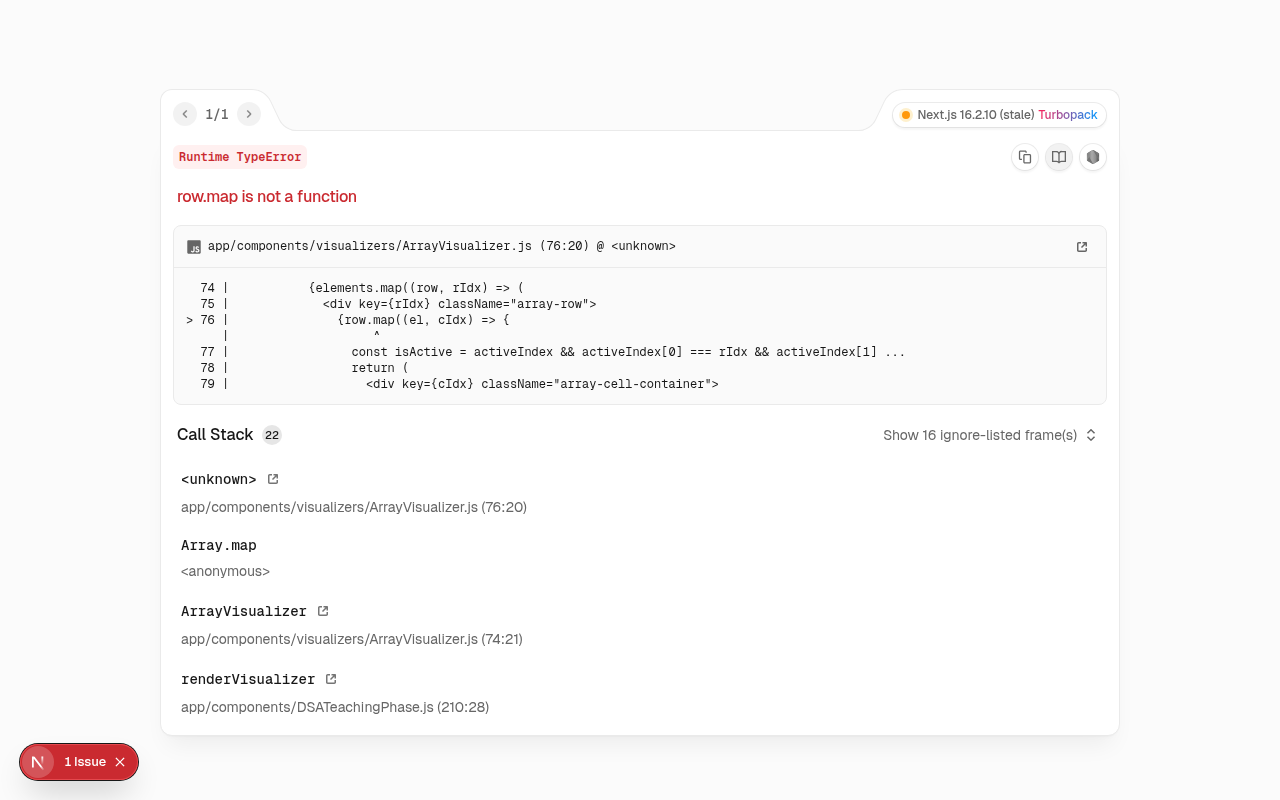 1/1
Next.js 16.2.10 (stale) Turbopack
Runtime TypeError
row.map is not a function
JS app/components/visualizers/ArrayVisualizer.js (76:20) @ <unknown>
74 |           {elements.map((row, rIdx) => (
75 |             <div key={rIdx} className="array-row">
> 76 |               {row.map((el, cIdx) => {
|                    ^
77 |                 const isActive = activeIndex && activeIndex[0] === rIdx && activeIndex[1] ...
78 |                 return (
79 |                   <div key={cIdx} className="array-cell-container">
Call Stack 22
Show 16 ignore-listed frame(s)
<unknown>
app/components/visualizers/ArrayVisualizer.js (76:20)
Array.map
<anonymous>
ArrayVisualizer
app/components/visualizers/ArrayVisualizer.js (74:21)
renderVisualizer
app/components/DSATeachingPhase.js (210:28)
N 1 Issue